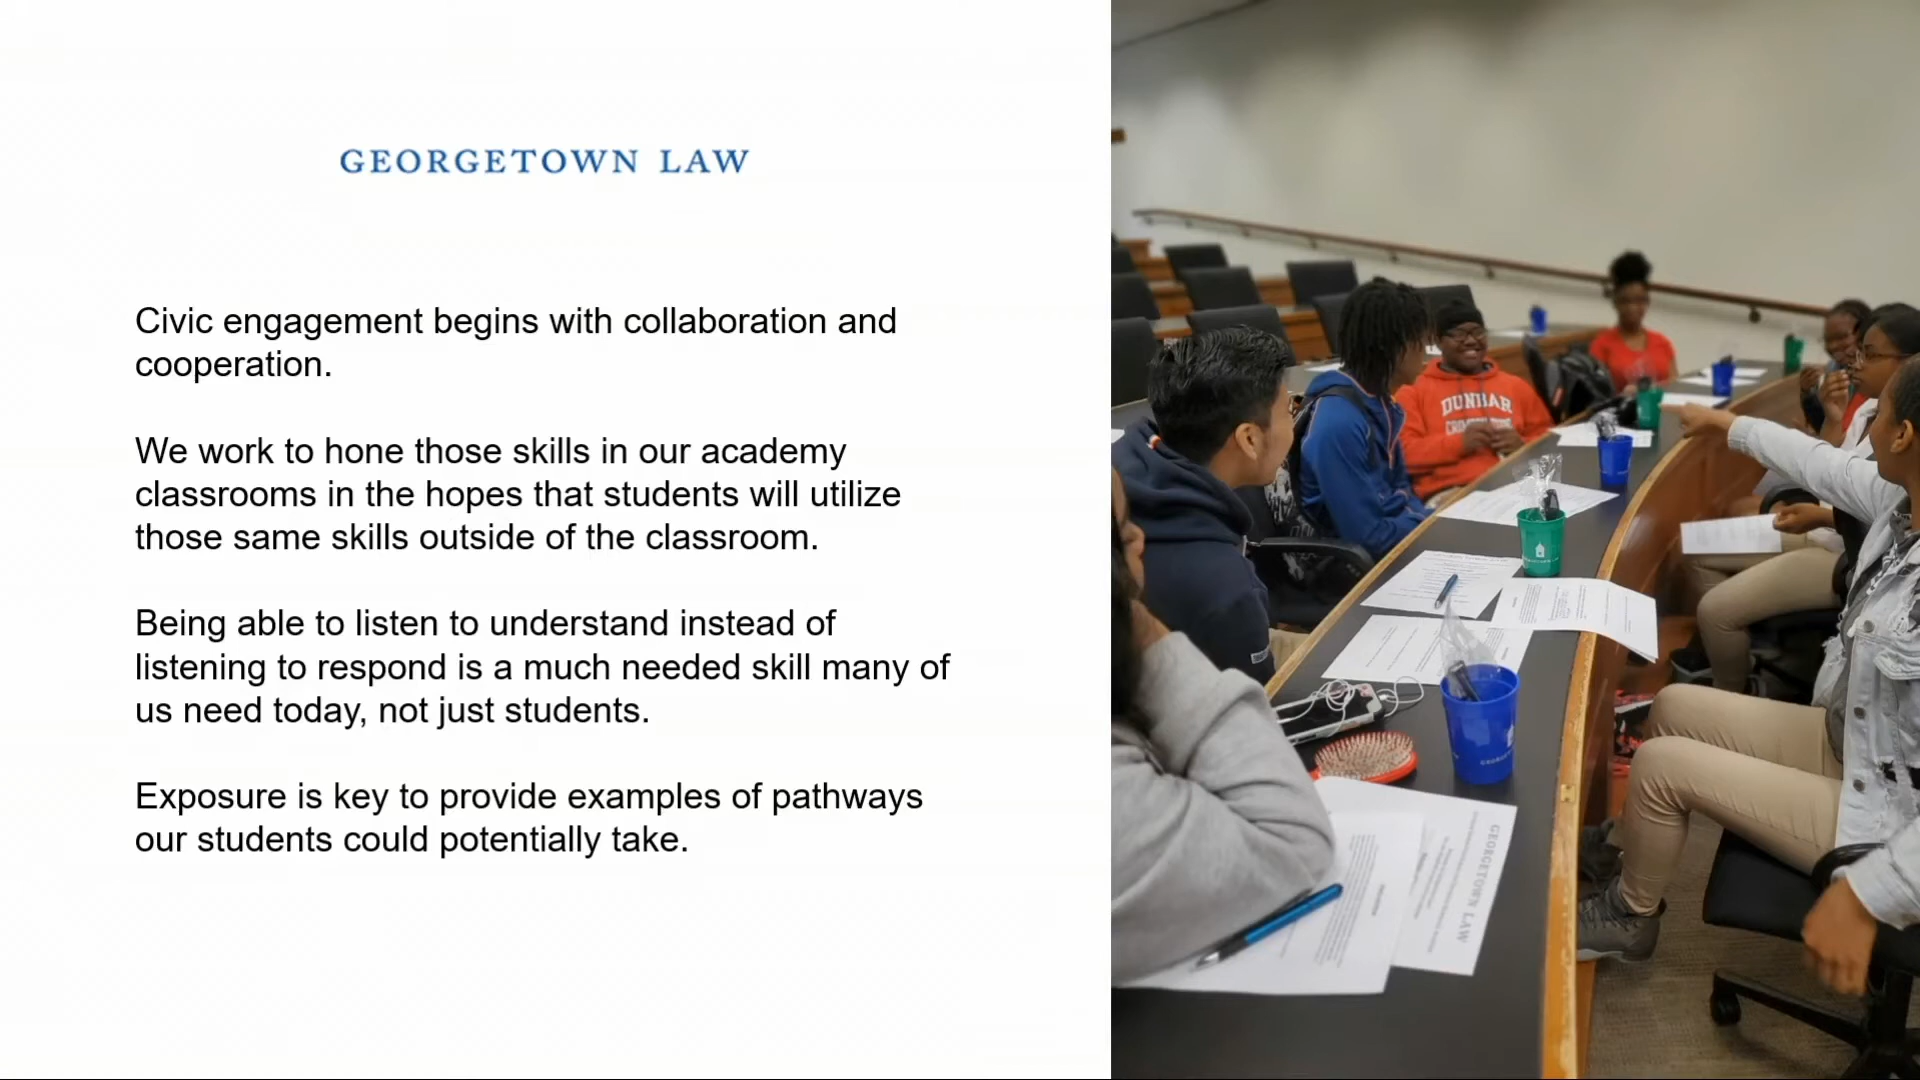 GEORGETOWN LAW
Civic engagement begins with collaboration and
cooperation.
We work to hone those skills in our academy
classrooms in the hopes that students will utilize
those same skills outside of the classroom.
Being able to listen to understand instead of
listening to respond is a much needed skill many of
us need today, not just students.
Exposure is key to provide examples of pathways
our students could potentially take.
DUNBAR
GEORGETOWN LAW